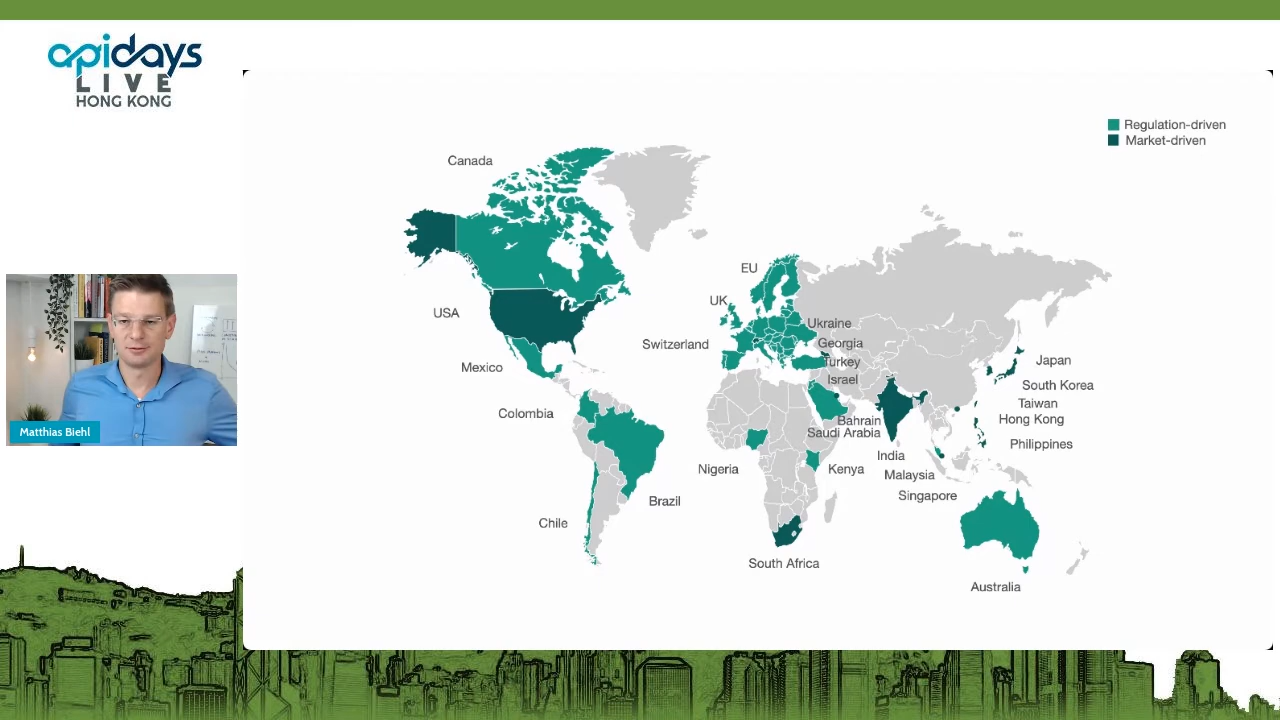 apidays
LIVE
HONG KONG
Regulation-driven
Market-driven
Canada
EU
UK
USA
Ukraine
Switzerland
Georgia
Turkey
Mexico
Israel
Japan
South Korea
Taiwan
Colombia
Bahrain
Hong Kong
Saudi Arabia
Matthias Biehl
Philippines
India
Nigeria
Kenya
Malaysia
Singapore
Brazil
Chile
South Africa
Australia